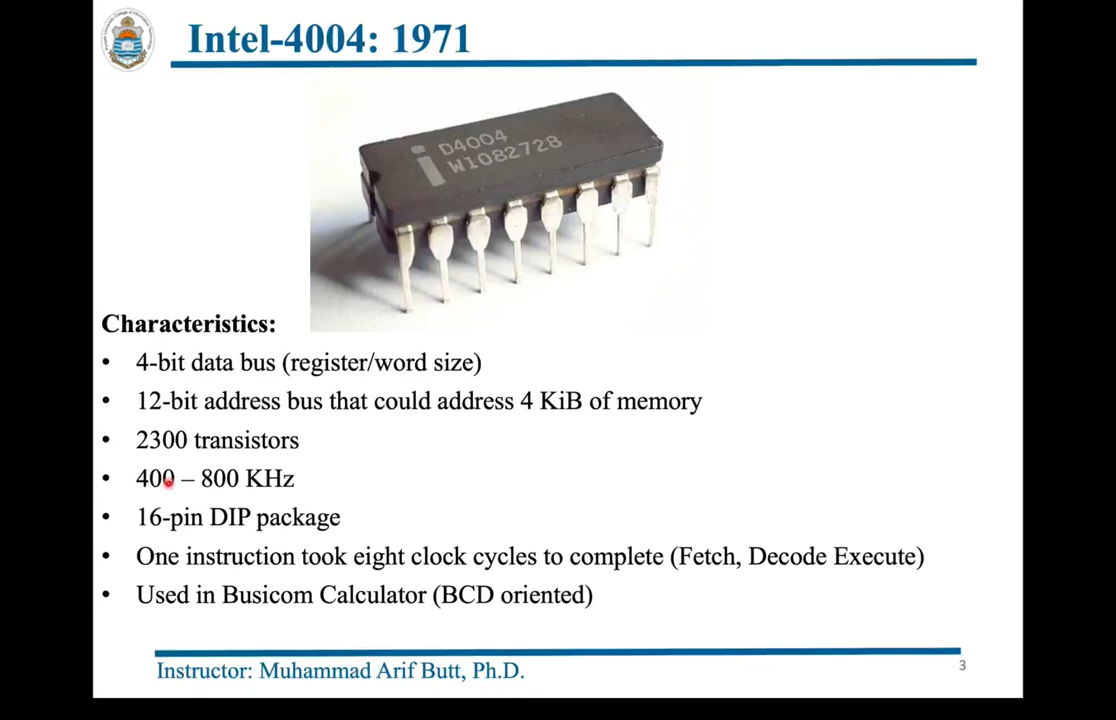 Intel-4004: 1971
D4004
W1082728
Characteristics:
• 4-bit data bus (register/word size)
• 12-bit address bus that could address 4 KiB of memory
• 2300 transistors
• 400 – 800 KHz
• 16-pin DIP package
• One instruction took eight clock cycles to complete (Fetch, Decode Execute)
• Used in Busicom Calculator (BCD oriented)
Instructor: Muhammad Arif Butt, Ph.D.
3